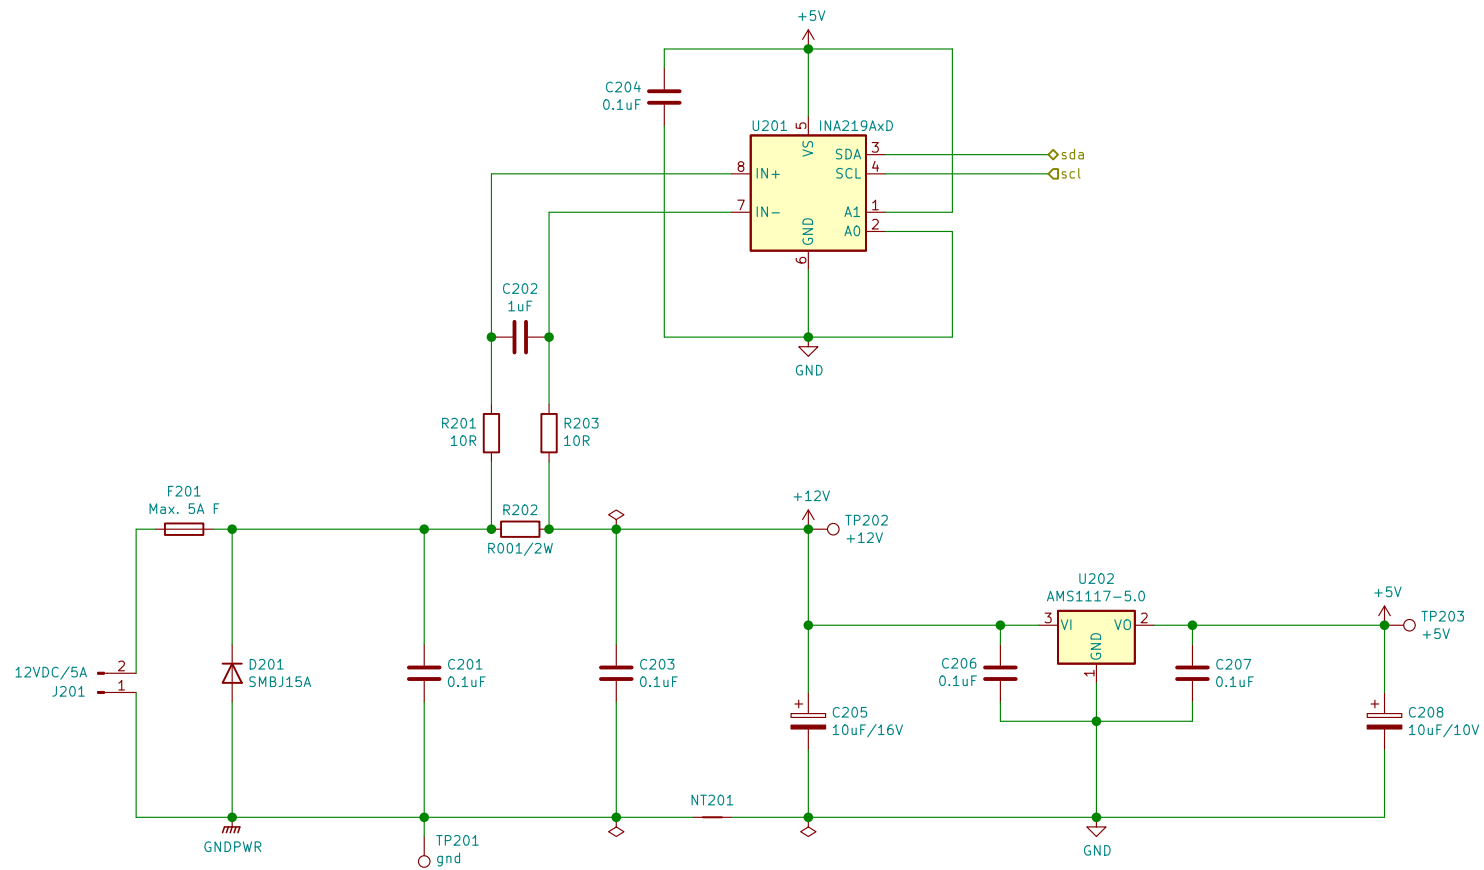 +5V
C204
0.1uF
U201
INA219AxD
5
VS
8
IN+
7
IN-
SDA
3
sda
SCL
4
scl
A1
1
A0
2
GND
6
GND
C202
1uF
R201
10R
R203
10R
F201
Max. 5A F
R202
R001/2W
+12V
TP202
+12V
12VDC/5A
2
J201
1
D201
SMBJ15A
C201
0.1uF
C203
0.1uF
C205
10uF/16V
+
C206
0.1uF
U202
AMS1117-5.0
3
VI
VO
2
GND
1
C207
0.1uF
+5V
TP203
+5V
+
C208
10uF/10V
GNDPWR
TP201
gnd
NT201
GND